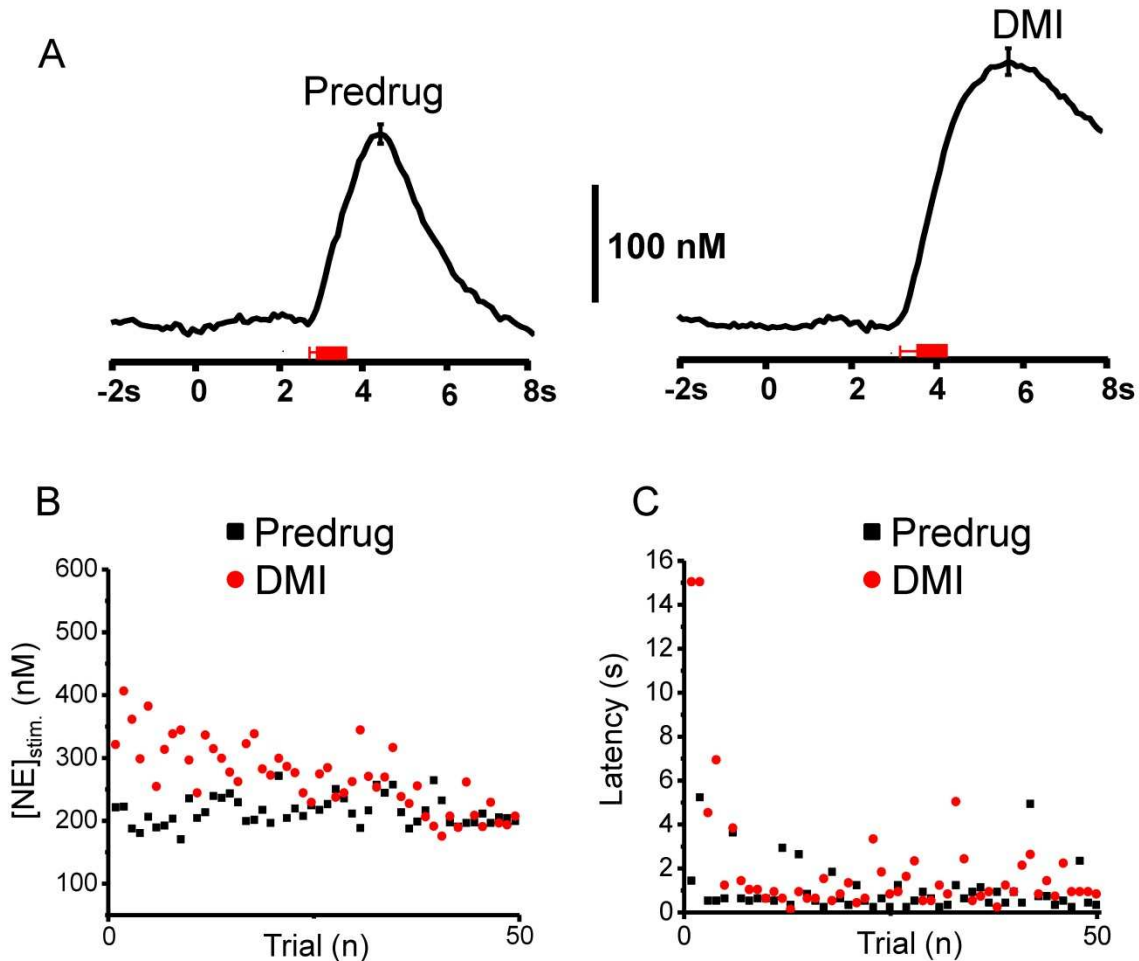 A
Predrug
DMI
100 nM
-2s 0 2 4 6 8s
-2s 0 2 4 6 8s
B
Predrug
DMI
[NE]stim. (nM)
600
500
400
300
200
100
0 50
Trial (n)
C
Predrug
DMI
Latency (s)
16
14
12
10
8
6
4
2
0
0 50
Trial (n)